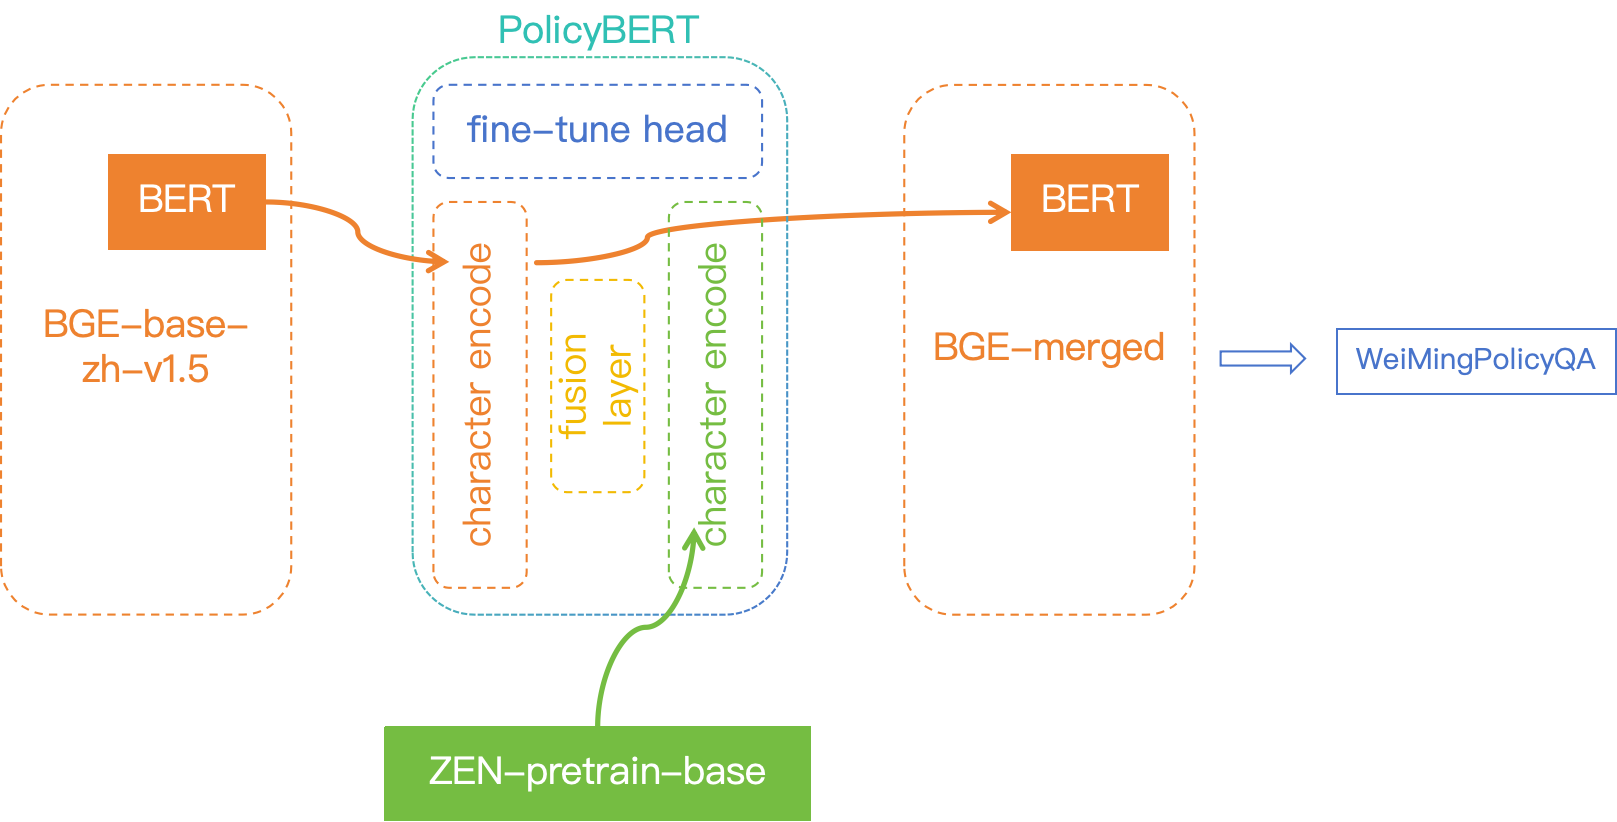 PolicyBERT
fine-tune head
BERT
BGE-base-
zh-v1.5
character encode
fusion
layer
character encode
BERT
BGE-merged
WeiMingPolicyQA
ZEN-pretrain-base